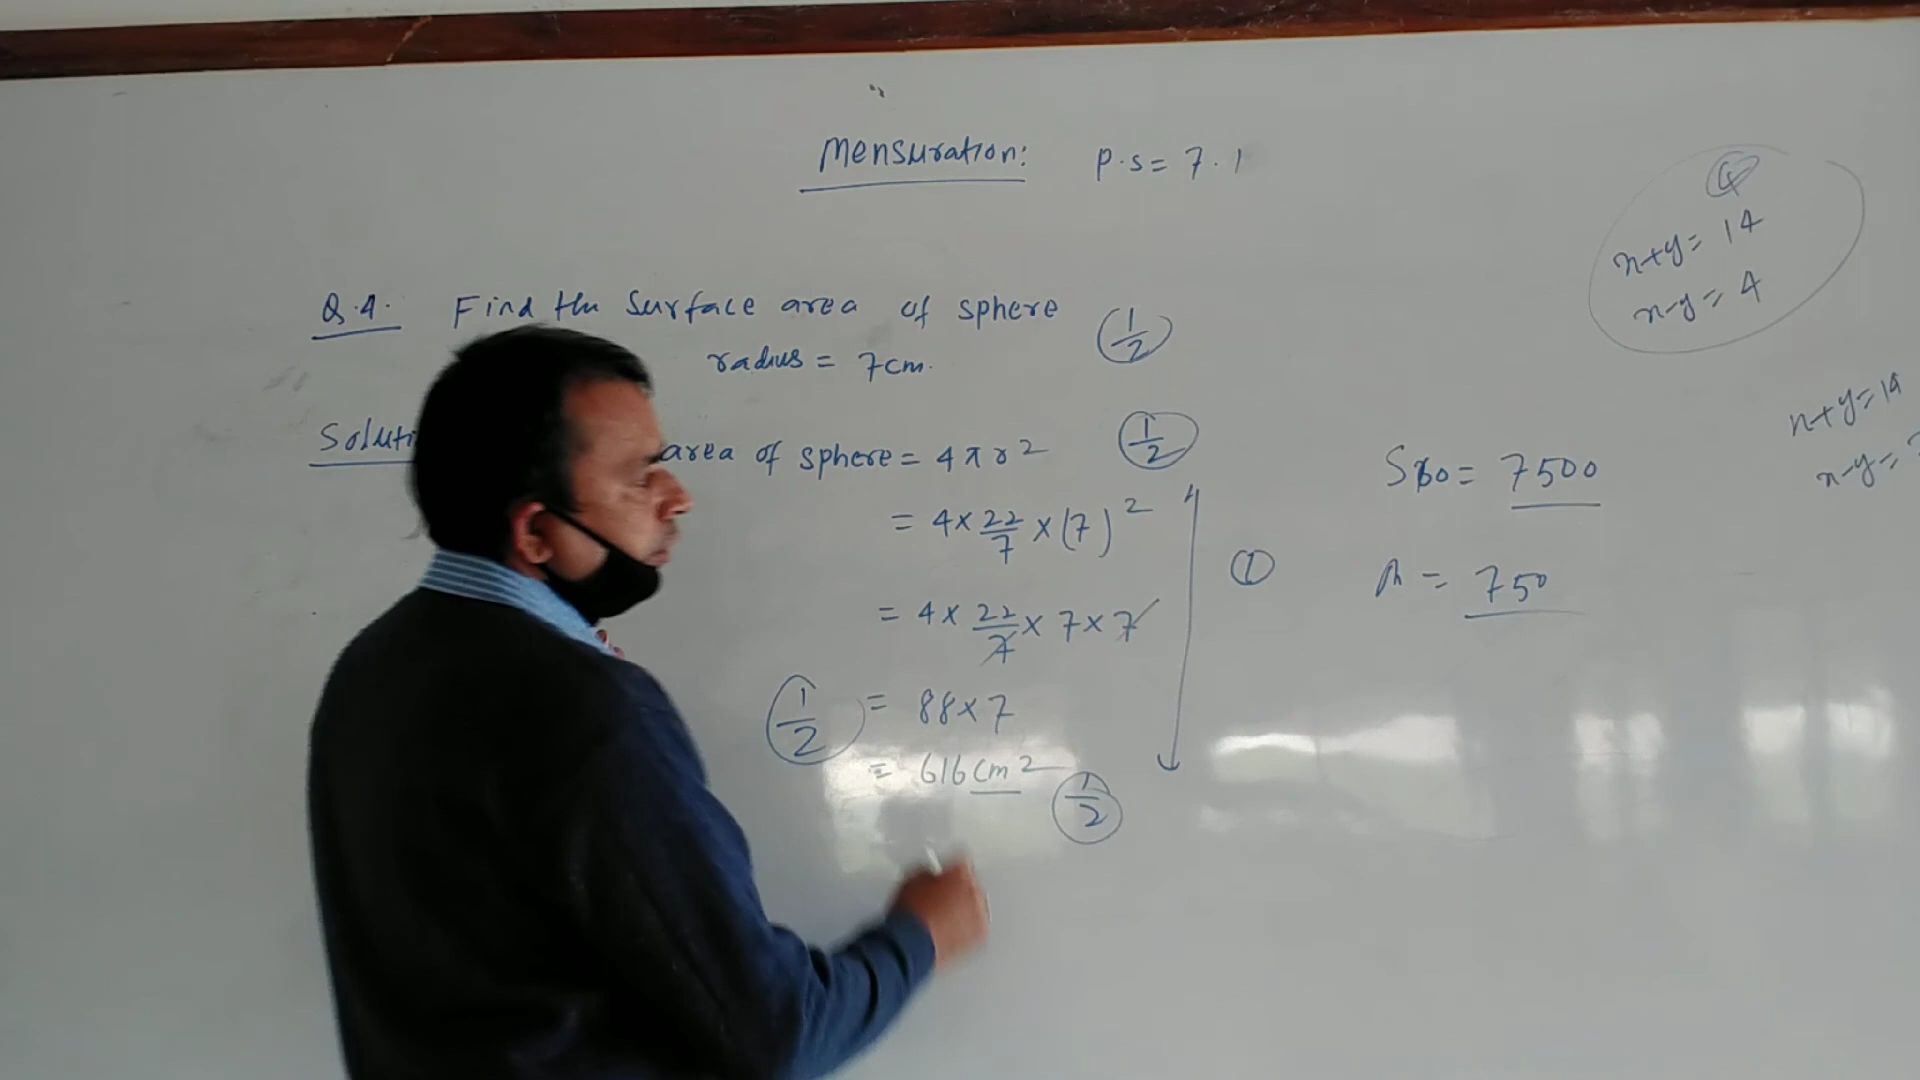 Mensuration: P.S = 7.1
Q.4. Find the Surface area of sphere
radius = 7cm.
1/2
Soluti area of sphere = 4πr2
1/2
= 4 × 22/7 × (7)2
= 4 × 22/7 × 7 × 7
1
= 88 × 7
1/2
= 616 cm2
1/2
x+y = 14
x-y = 4
= 7500
= 750
x+y = 14
x-y =